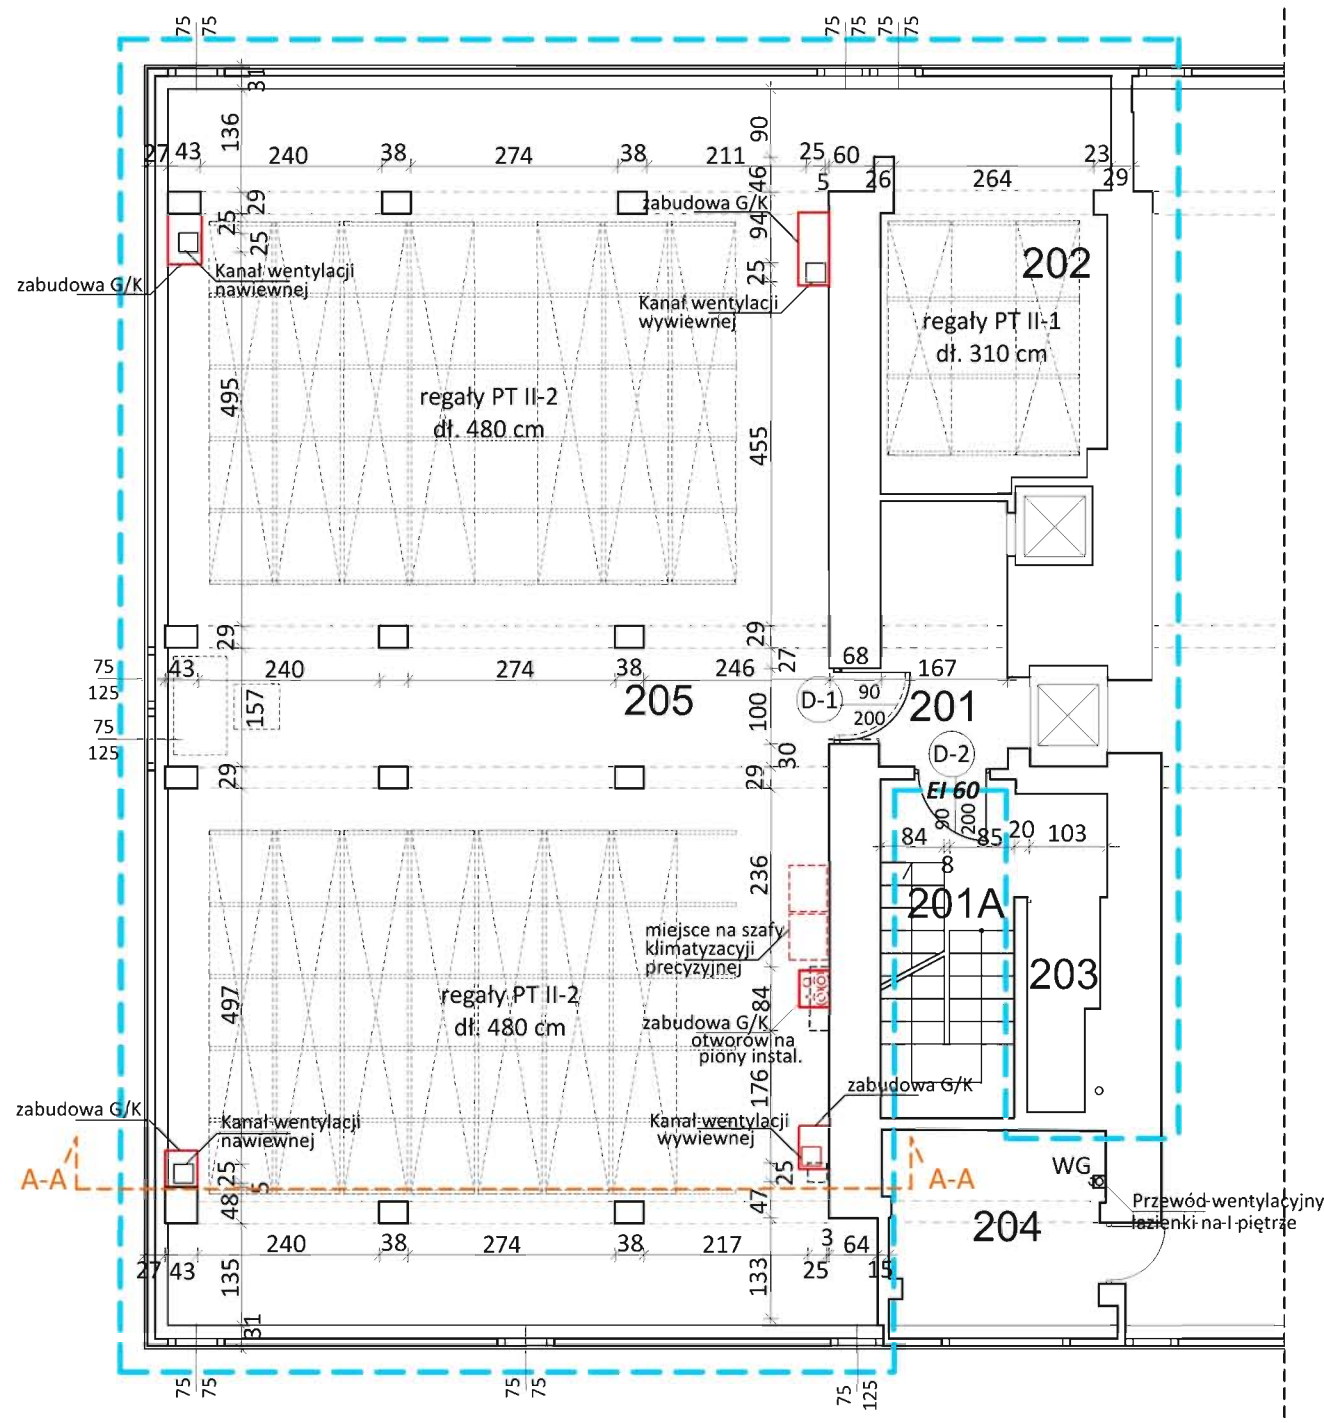 75
75
75
75
75
75
31
136
90
27
43
240
38
274
38
211
25
60
23
5
26
264
29
46
29
25
25
zabudowa G/K
94
25
202
Kanał wentylacji
nawiewnej
zabudowa G/K
Kanał wentylacji
wywiewnej
regały PT II-1
dł. 310 cm
495
regały PT II-2
dł. 480 cm
455
29
29
27
68
75
125
43
240
274
38
246
167
157
205
100
D-1
90
200
201
75
125
30
D-2
29
29
EI 60
90
200
84
85
20
103
8
236
201A
miejsce na szafy
klimatyzacyji
precyzyjnej
203
497
regały PT II-2
dł. 480 cm
84
zabudowa G/K
otworów na
piony instal.
176
zabudowa G/K
zabudowa G/K
Kanał wentylacji
nawiewnej
Kanał wentylacji
wywiewnej
A-A
25
5
25
A-A
WG
48
47
Przewód wentylacyjny
łazienki na I piętrze
204
240
38
274
38
217
3
64
27
43
135
133
25
15
31
75
75
75
75
75
125